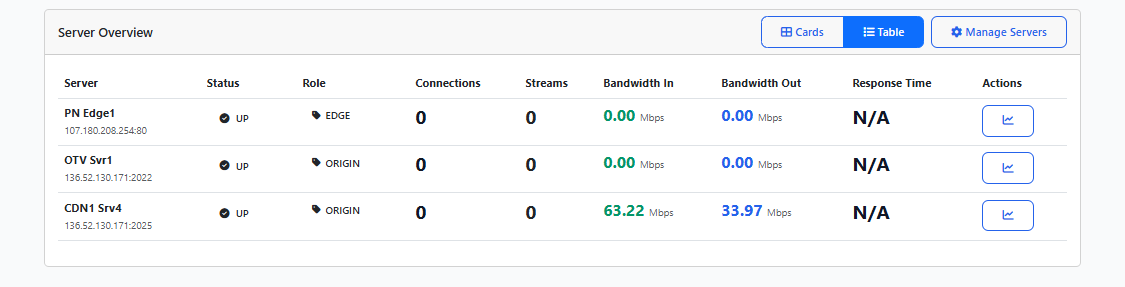 Server Overview
Cards
Table
Manage Servers
Server Status Role Connections Streams Bandwidth In Bandwidth Out Response Time Actions
PN Edge1
107.180.208.254:80
UP EDGE 0 0 0.00 Mbps 0.00 Mbps N/A
OTV Svr1
136.52.130.171:2022
UP ORIGIN 0 0 0.00 Mbps 0.00 Mbps N/A
CDN1 Srv4
136.52.130.171:2025
UP ORIGIN 0 0 63.22 Mbps 33.97 Mbps N/A